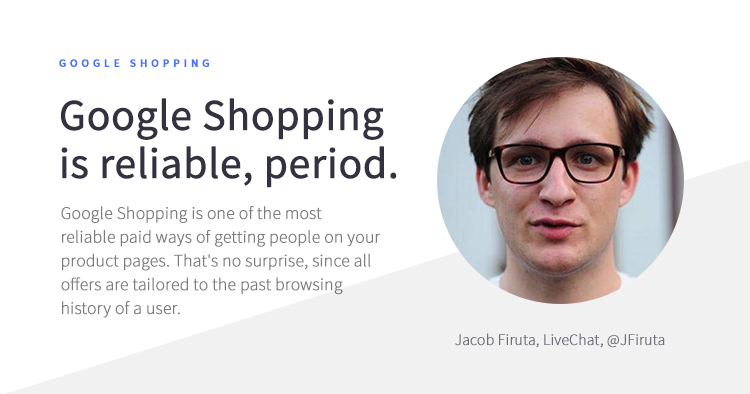 GOOGLE SHOPPING
Google Shopping
is reliable, period.
Google Shopping is one of the most
reliable paid ways of getting people on your
product pages. That's no surprise, since all
offers are tailored to the past browsing
history of a user.
Jacob Firuta, LiveChat, @JFiruta